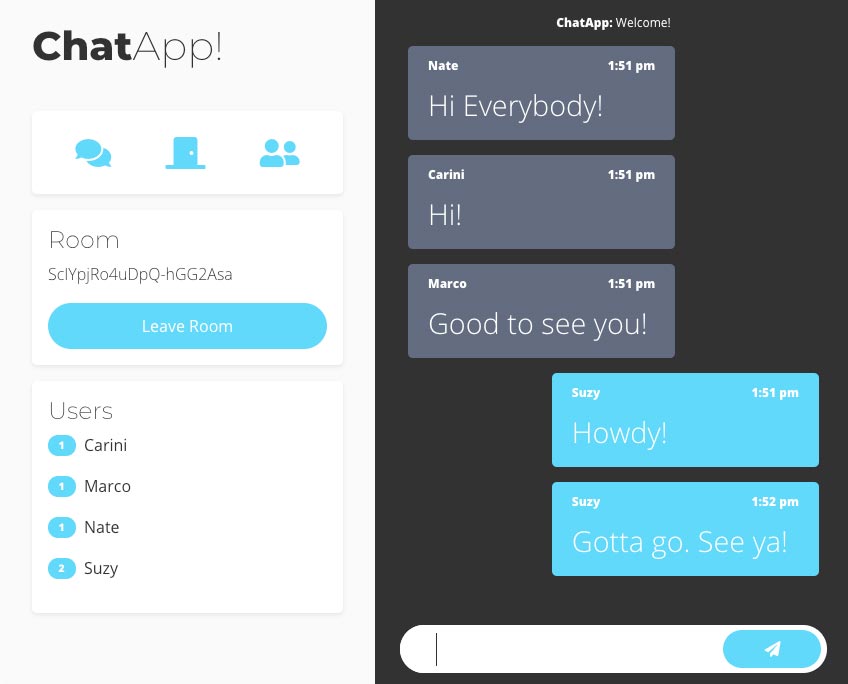 ChatApp!
Room
ScIYpjRo4uDpQ-hGG2Asa
Leave Room
Users
1 Carini
1 Marco
1 Nate
2 Suzy
ChatApp: Welcome!
Nate 1:51 pm
Hi Everybody!
Carini 1:51 pm
Hi!
Marco 1:51 pm
Good to see you!
Suzy 1:51 pm
Howdy!
Suzy 1:52 pm
Gotta go. See ya!